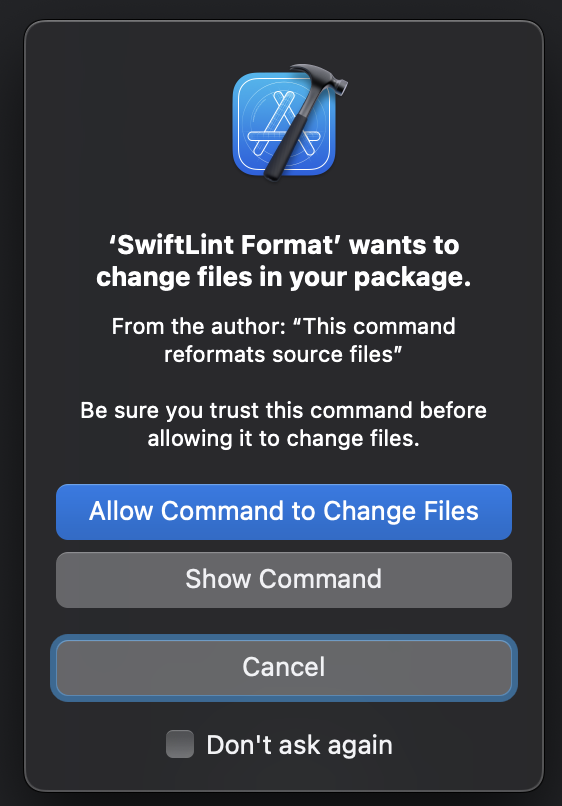 ‘SwiftLint Format’ wants to
change files in your package.
From the author: “This command
reformats source files”
Be sure you trust this command before
allowing it to change files.
Allow Command to Change Files
Show Command
Cancel
Don't ask again